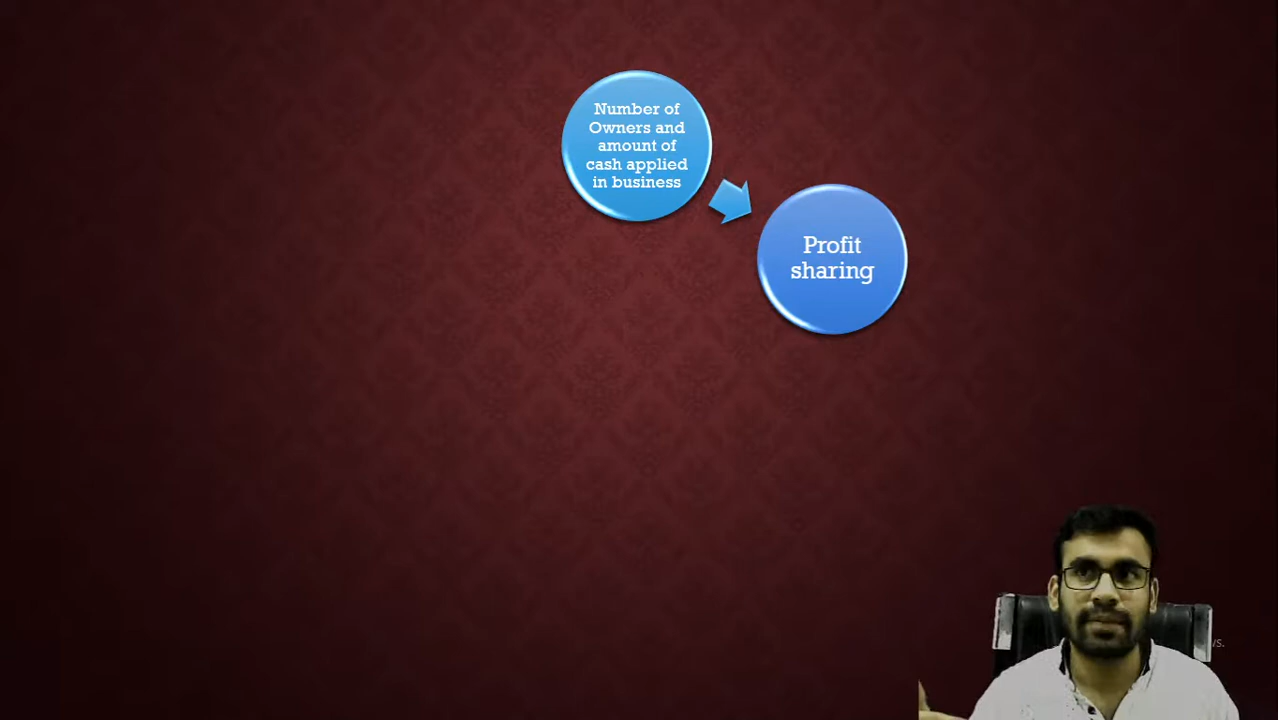 Number of
Owners and
amount of
cash applied
in business
Profit
sharing